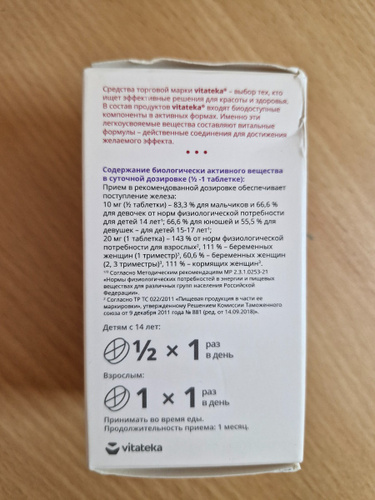 Средства торговой марки vitateka® – выбор тех, кто
ищет эффективные решения для красоты и здоровья.
В состав продуктов vitateka® входят биодоступные
компоненты в активных формах. Именно эти
легкоусвояемые вещества составляют витальные
формулы – действенные соединения для достижения
желаемого эффекта.
• • •
Содержание биологически активного вещества
в суточной дозировке (½ -1 таблетке):
Прием в рекомендованной дозировке обеспечивает
поступление железа:
10 мг (½ таблетки) – 83,3 % для мальчиков и 66,6 %
для девочек от норм физиологической потребности
для детей 14 лет¹; 66,6 % для юношей и 55,5 % для
девушек – для детей 15-17 лет¹;
20 мг (1 таблетка) – 143 % от норм физиологической
потребности для взрослых², 111 % – беременных
женщин (1 триместр)², 60,6 % – беременных женщин
(2, 3 триместры)², 111 % – кормящих женщин².
Согласно Методическим рекомендациям МР 2.3.1.0253-21
«Нормы физиологических потребностей в энергии и пищевых
веществах для различных групп населения Российской
Федерации».
² Согласно ТР ТС 022/2011 «Пищевая продукция в части ее
маркировки», утвержденному Решением Комиссии Таможенного
союза от 9 декабря 2011 года № 881 (ред. от 14.09.2018).
Детям с 14 лет:
½ × 1 раз
в день
Взрослым:
1 × 1 раз
в день
Принимать во время еды.
Продолжительность приема: 1 месяц.
vitateka